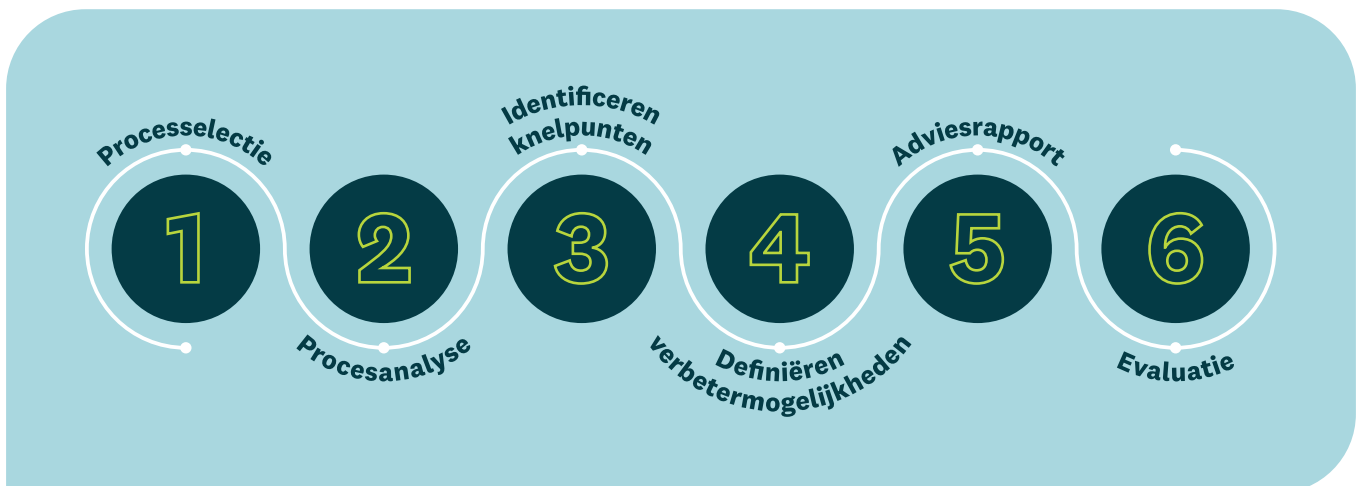 Processelectie
1
Procesanalyse
2
Identificeren
knelpunten
3
Definiëren
verbetermogelijkheden
4
Adviesrapport
5
Evaluatie
6